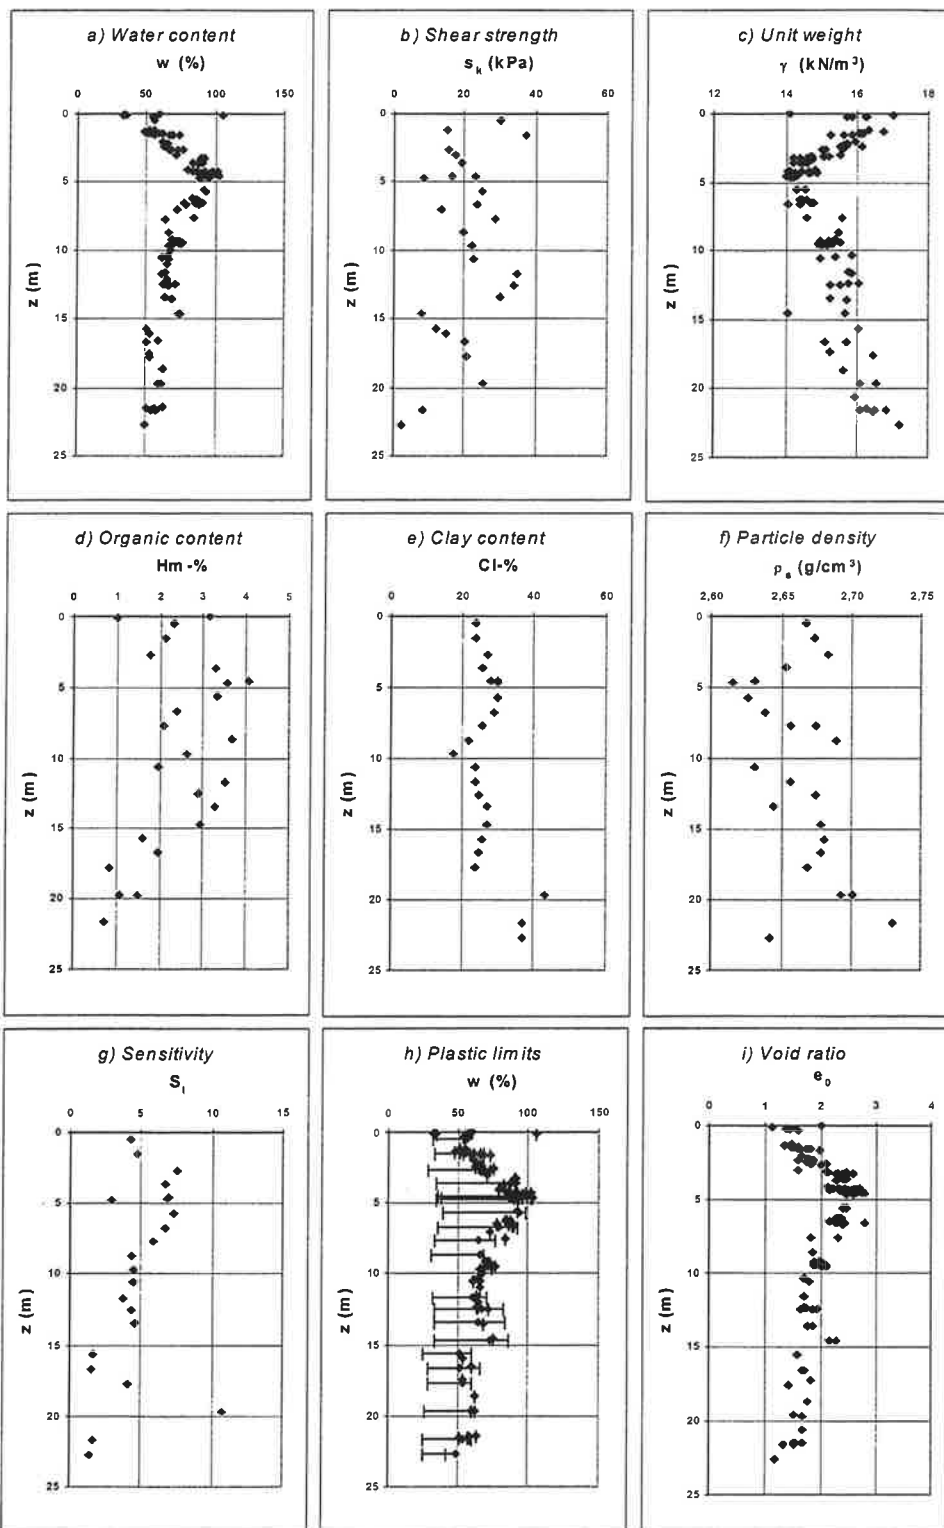 a) Water content
w (%)
0 50 100 150
0
5
10
15
20
25
z (m)
b) Shear strength
s_k (kPa)
0 20 40 60
0
5
10
15
20
25
z (m)
c) Unit weight
γ (kN/m³)
12 14 16 18
0
5
10
15
20
25
z (m)
d) Organic content
Hm-%
0 1 2 3 4 5
0
5
10
15
20
25
z (m)
e) Clay content
Cl-%
0 20 40 60
0
5
10
15
20
25
z (m)
f) Particle density
ρ_s (g/cm³)
2,60 2,65 2,70 2,75
0
5
10
15
20
25
z (m)
g) Sensitivity
S_t
0 5 10 15
0
5
10
15
20
25
z (m)
h) Plastic limits
w (%)
0 50 100 150
0
5
10
15
20
25
z (m)
i) Void ratio
e_0
0 1 2 3 4
0
5
10
15
20
25
z (m)